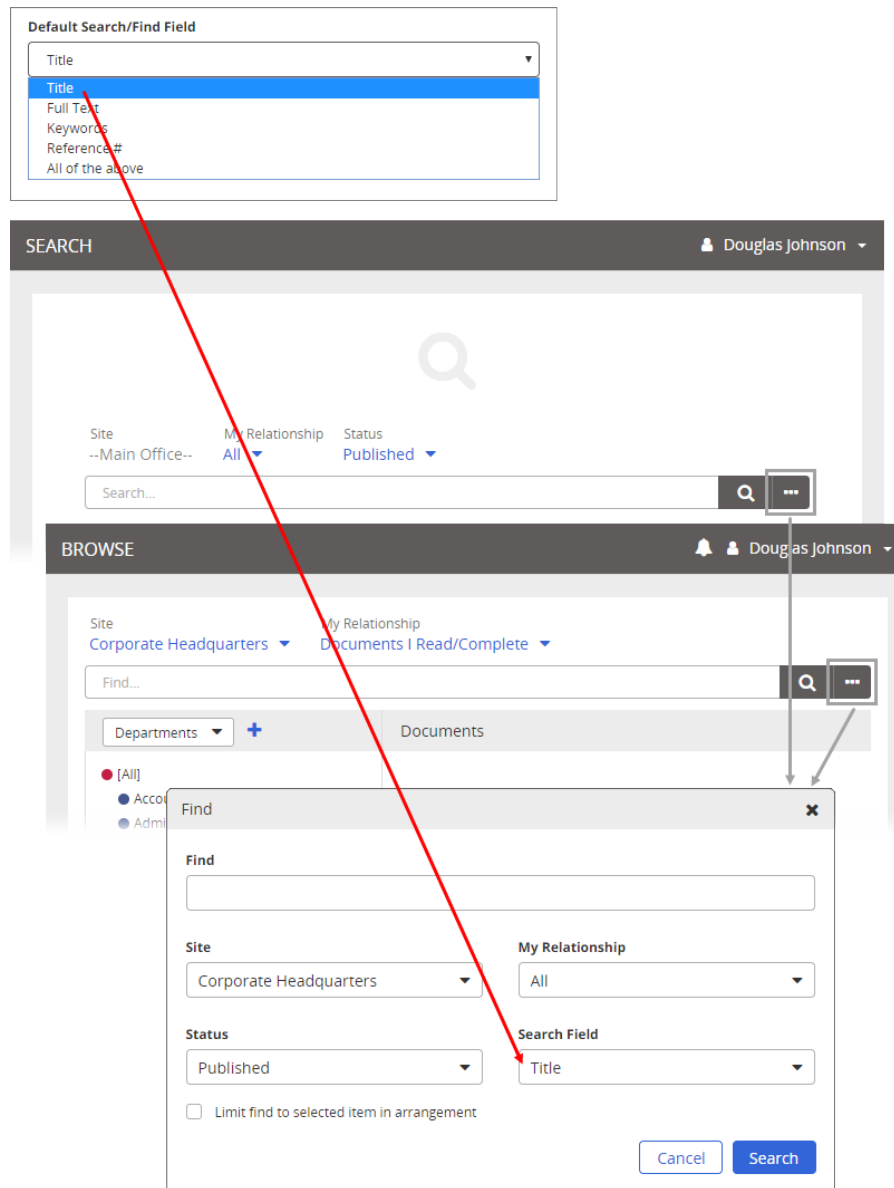 Default Search/Find Field
Title
Title
Full Text
Keywords
Reference #
All of the above
SEARCH
Douglas Johnson
Site My Relationship Status
--Main Office-- All Published
Search...
BROWSE
Douglas Johnson
Site My Relationship
Corporate Headquarters Documents I Read/Complete
Find...
Departments Documents
[All]
Accou
Admi
Find
Find
Site My Relationship
Corporate Headquarters All
Status Search Field
Published Title
Limit find to selected item in arrangement
Cancel Search